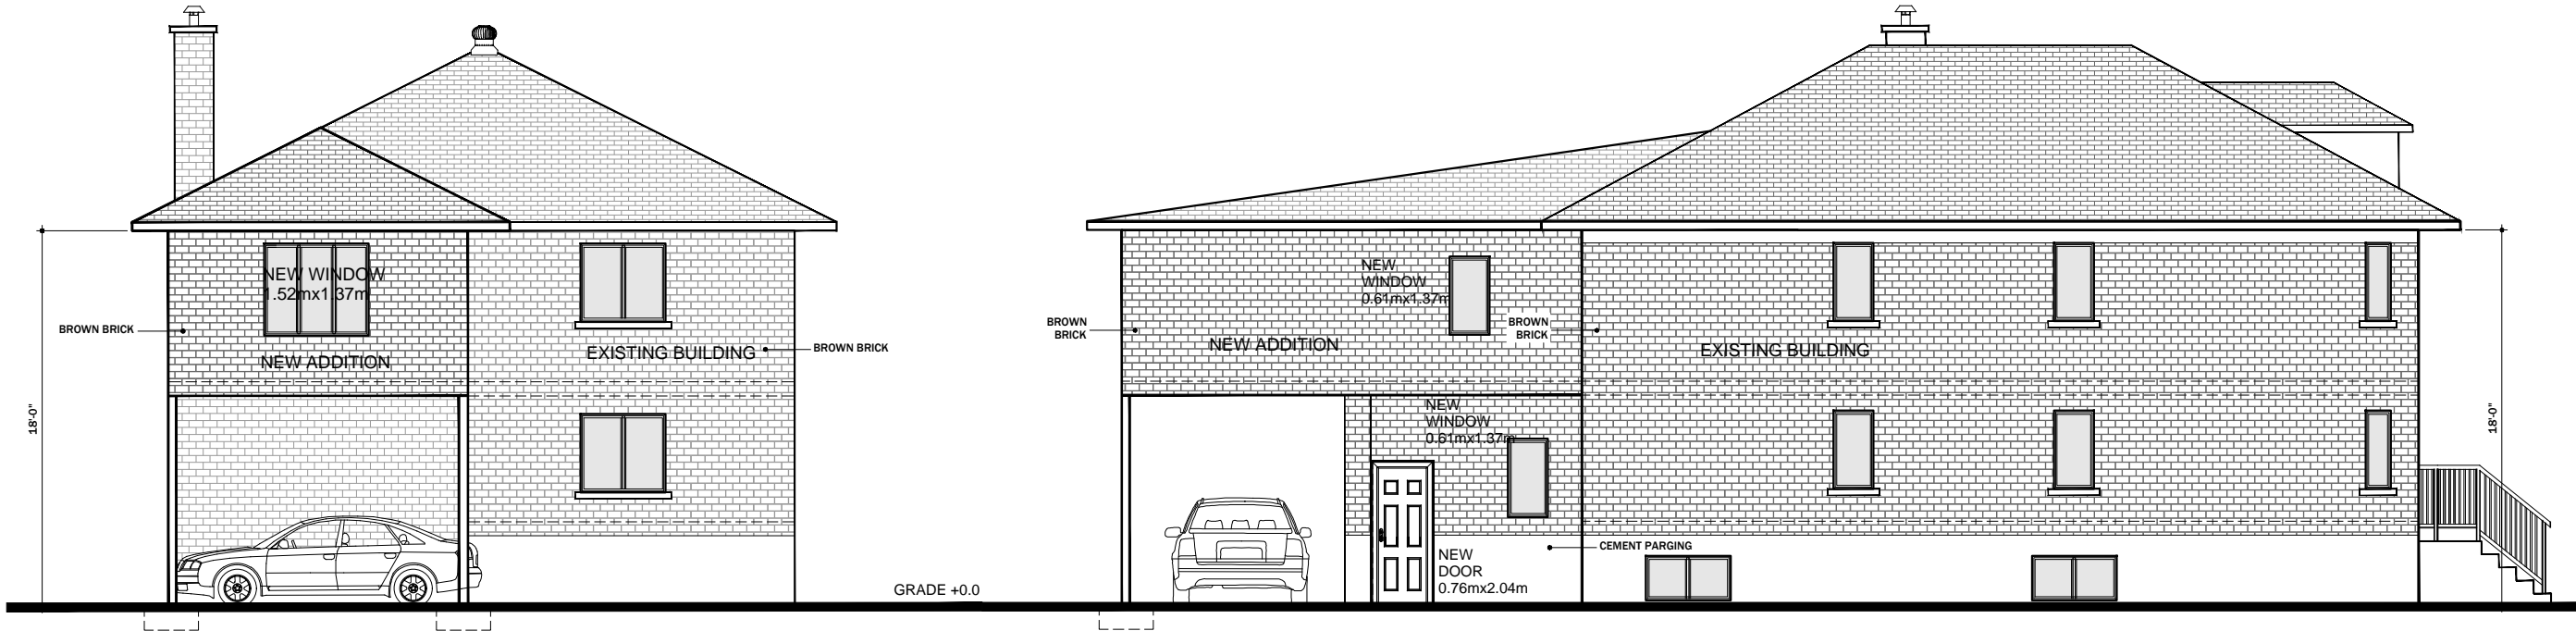 NEW WINDOW
1.52mx1.37m
BROWN BRICK
NEW ADDITION
EXISTING BUILDING
BROWN BRICK
18'-0"
GRADE +0.0
NEW
WINDOW
0.61mx1.37m
BROWN
BRICK
NEW ADDITION
BROWN
BRICK
EXISTING BUILDING
NEW
WINDOW
0.61mx1.37m
CEMENT PARGING
NEW
DOOR
0.76mx2.04m
18'-0"